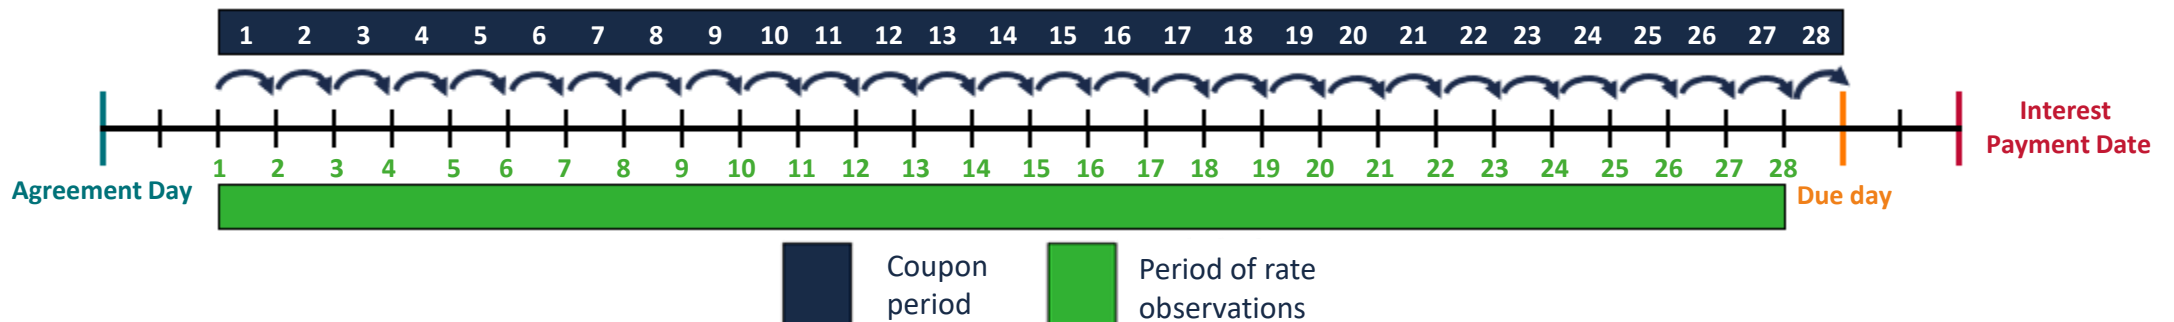 1 2 3 4 5 6 7 8 9 10 11 12 13 14 15 16 17 18 19 20 21 22 23 24 25 26 27 28
Interest
Payment Date
1 2 3 4 5 6 7 8 9 10 11 12 13 14 15 16 17 18 19 20 21 22 23 24 25 26 27 28
Agreement Day
Due day
Coupon
period
Period of rate
observations